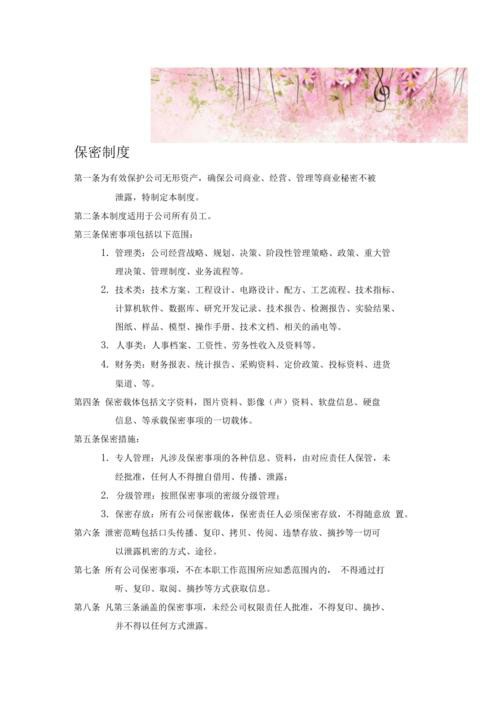 保密制度
第一条为有效保护公司无形资产，确保公司商业、经营、管理等商业秘密不被
泄露，特制定本制度。
第二条本制度适用于公司所有员工。
第三条保密事项包括以下范围：
1. 管理类：公司经营战略、规划、决策、阶段性管理策略、政策、重大管
理决策、管理制度、业务流程等。
2. 技术类：技术方案、工程设计、电路设计、配方、工艺流程、技术指标、
计算机软件、数据库、研究开发记录、技术报告、检测报告、实验结果、
图纸、样品、模型、操作手册、技术文档、相关的函电等。
3. 人事类：人事档案、工资性、劳务性收入及资料等。
4. 财务类：财务报表、统计报告、采购资料、定价政策、投标资料、进货
渠道、等。
第四条 保密载体包括文字资料，图片资料、影像（声）资料、软盘信息、硬盘
信息、等承载保密事项的一切载体。
第五条保密措施：
1. 专人管理：凡涉及保密事项的各种信息、资料，由对应责任人保管，未
经批准，任何人不得擅自借用、传播、泄露；
2. 分级管理：按照保密事项的密级分级管理；
3. 保密存放：所有公司保密载体，保密责任人必须保密存放，不得随意放 置。
第六条 泄密范畴包括口头传播、复印、拷贝、传阅、违禁存放、摘抄等一切可
以泄露机密的方式、途径。
第七条 所有公司保密事项，不在本职工作范围所应知悉范围内的， 不得通过打
听、复印、取阅、摘抄等方式获取信息。
第八条 凡第三条涵盖的保密事项，未经公司权限责任人批准，不得复印、摘抄、
并不得以任何方式泄露。